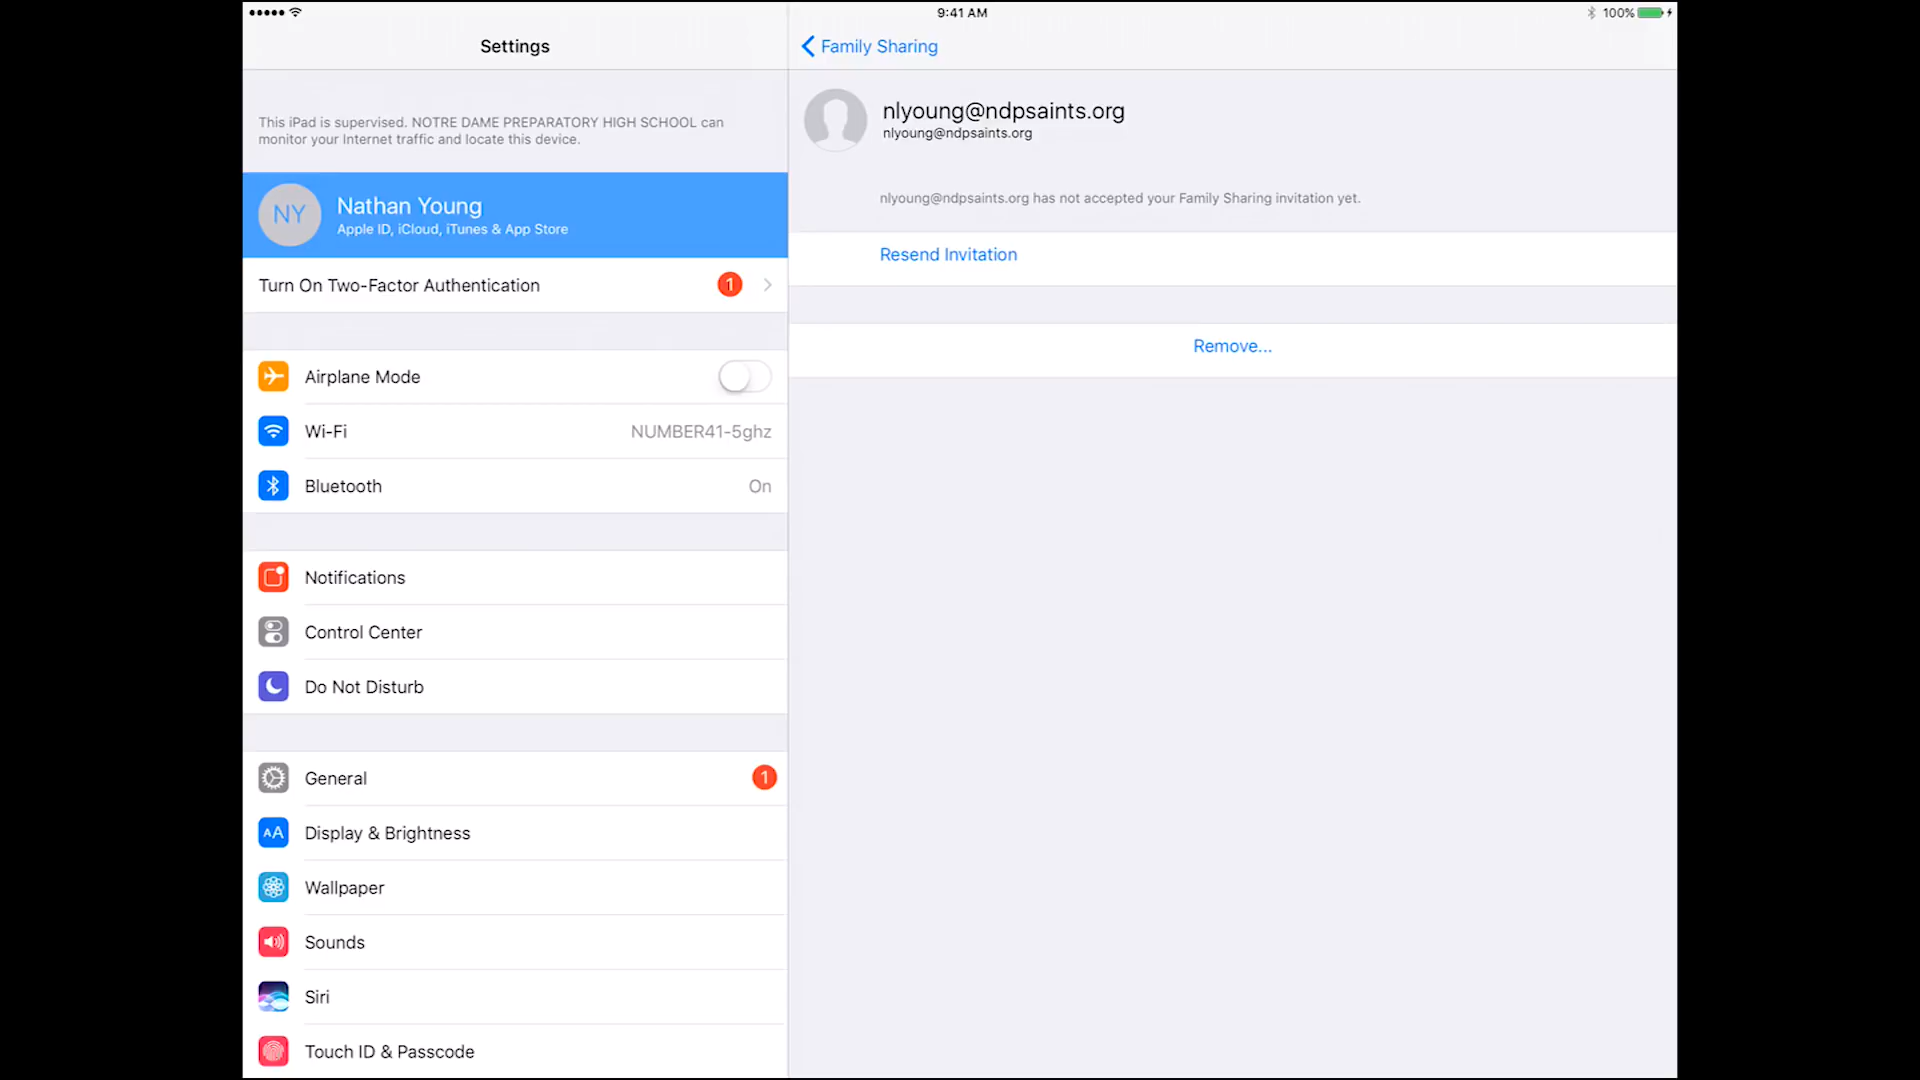 9:41 AM
100%
Settings
Family Sharing
This iPad is supervised. NOTRE DAME PREPARATORY HIGH SCHOOL can
monitor your Internet traffic and locate this device.
NY
Nathan Young
Apple ID, iCloud, iTunes & App Store
Turn On Two-Factor Authentication
1
Airplane Mode
Wi-Fi
NUMBER41-5ghz
Bluetooth
On
Notifications
Control Center
Do Not Disturb
General
1
AA
Display & Brightness
Wallpaper
Sounds
Siri
Touch ID & Passcode
nlyoung@ndpsaints.org
nlyoung@ndpsaints.org
nlyoung@ndpsaints.org has not accepted your Family Sharing invitation yet.
Resend Invitation
Remove...